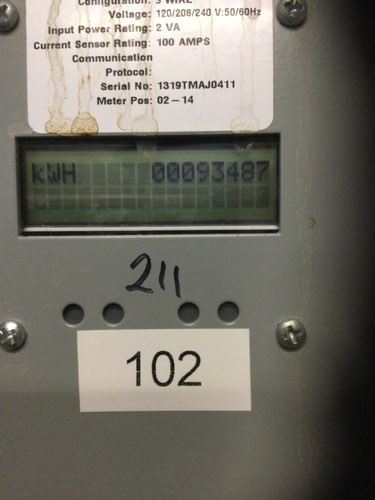 Configuration: 3 WIRE
Voltage: 120/208/240 V:50/60Hz
Input Power Rating: 2 VA
Current Sensor Rating: 100 AMPS
Communication
Protocol:
Serial No: 1319TMAJ0411
Meter Pos: 02-14
kWH 00093487
211
102